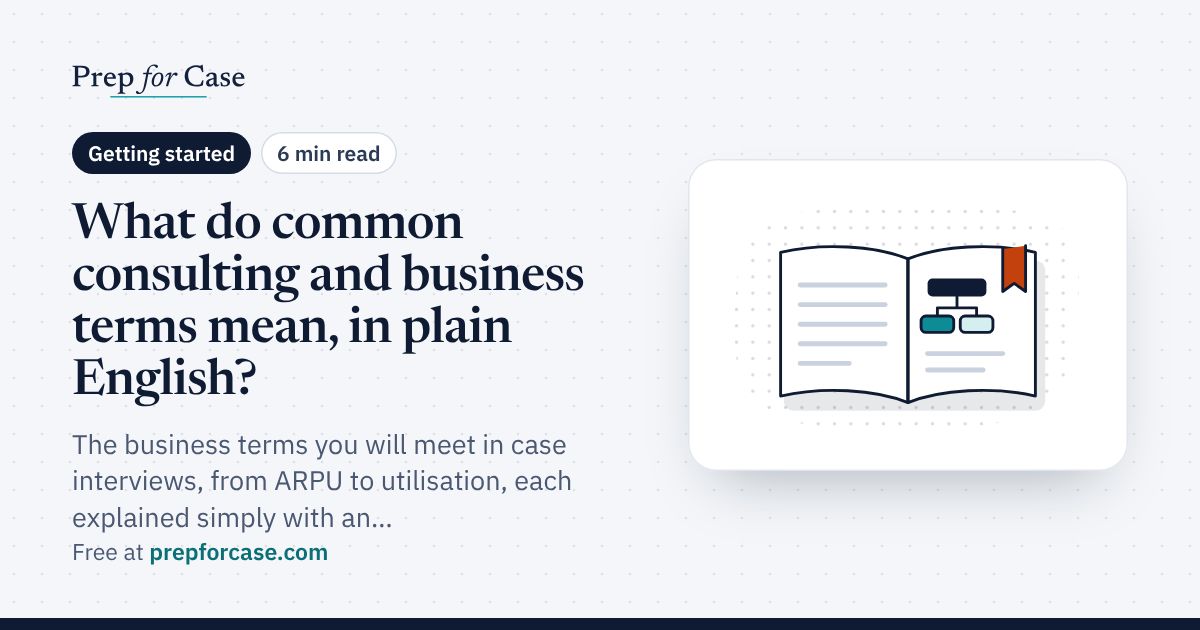 Prep for Case
Getting started
6 min read
What do common
consulting and business
terms mean, in plain
English?
The business terms you will meet in case
interviews, from ARPU to utilisation, each
explained simply with an...
Free at prepforcase.com